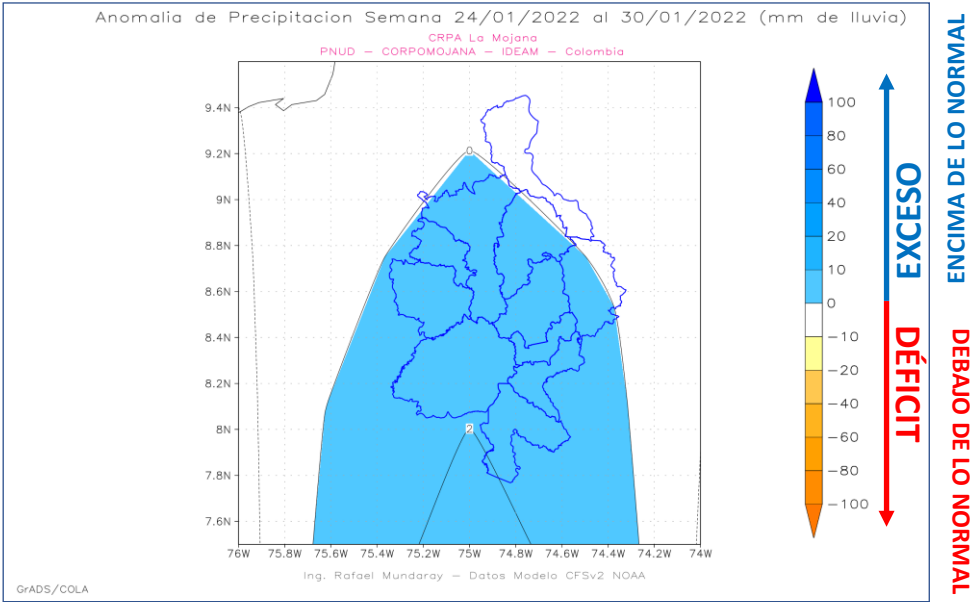 Anomalia de Precipitacion Semana 24/01/2022 al 30/01/2022 (mm de lluvia)
CRPA La Mojana
PNUD – CORPOMOJANA – IDEAM – Colombia
9.4N
9.2N
9N
8.8N
8.6N
8.4N
8.2N
8N
7.8N
7.6N
0
2
76W 75.8W 75.6W 75.4W 75.2W 75W 74.8W 74.6W 74.4W 74.2W 74W
100
80
60
40
20
10
0
−10
−20
−40
−60
−80
−100
EXCESO
DÉFICIT
ENCIMA DE LO NORMAL
DEBAJO DE LO NORMAL
Ing. Rafael Mundaray – Datos Modelo CFSv2 NOAA
GrADS/COLA